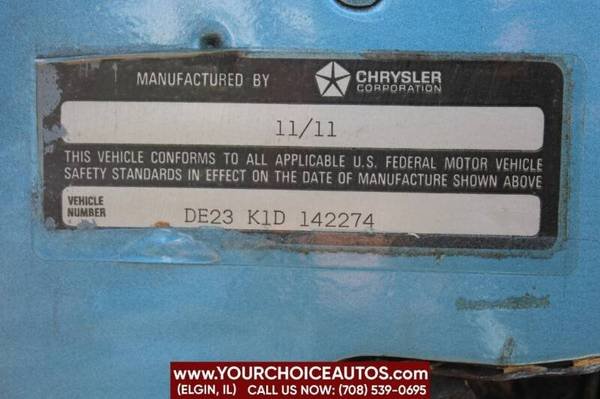 MANUFACTURED BY CHRYSLER CORPORATION
11/11
THIS VEHICLE CONFORMS TO ALL APPLICABLE U.S. FEDERAL MOTOR VEHICLE
SAFETY STANDARDS IN EFFECT ON THE DATE OF MANUFACTURE SHOWN ABOVE
VEHICLE NUMBER DE23 K1D 142274
WWW.YOURCHOICEAUTOS.COM
(ELGIN, IL) CALL US NOW: (708) 539-0695